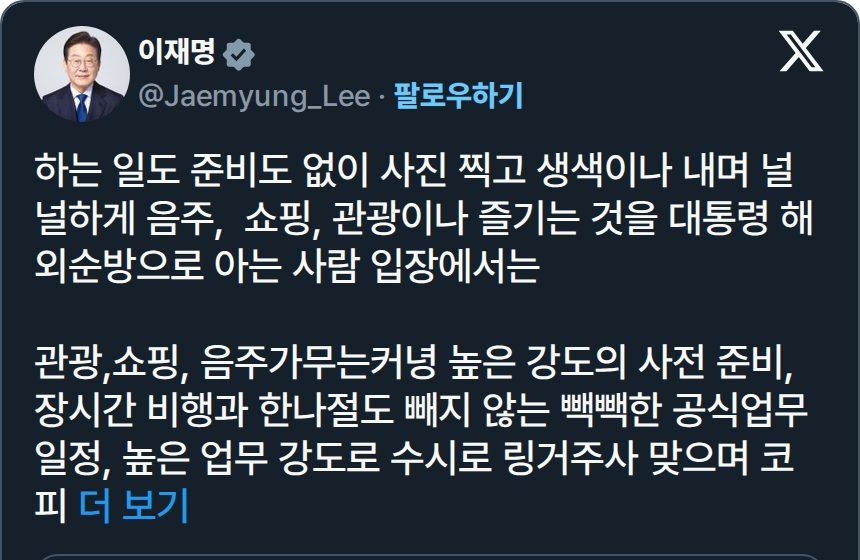 이재명
@Jaemyung_Lee · 팔로우하기
하는 일도 준비도 없이 사진 찍고 생색이나 내며 널
널하게 음주,  쇼핑, 관광이나 즐기는 것을 대통령 해
외순방으로 아는 사람 입장에서는
관광,쇼핑, 음주가무는커녕 높은 강도의 사전 준비,
장시간 비행과 한나절도 빼지 않는 빽빽한 공식업무
일정, 높은 업무 강도로 수시로 링거주사 맞으며 코
피 더 보기